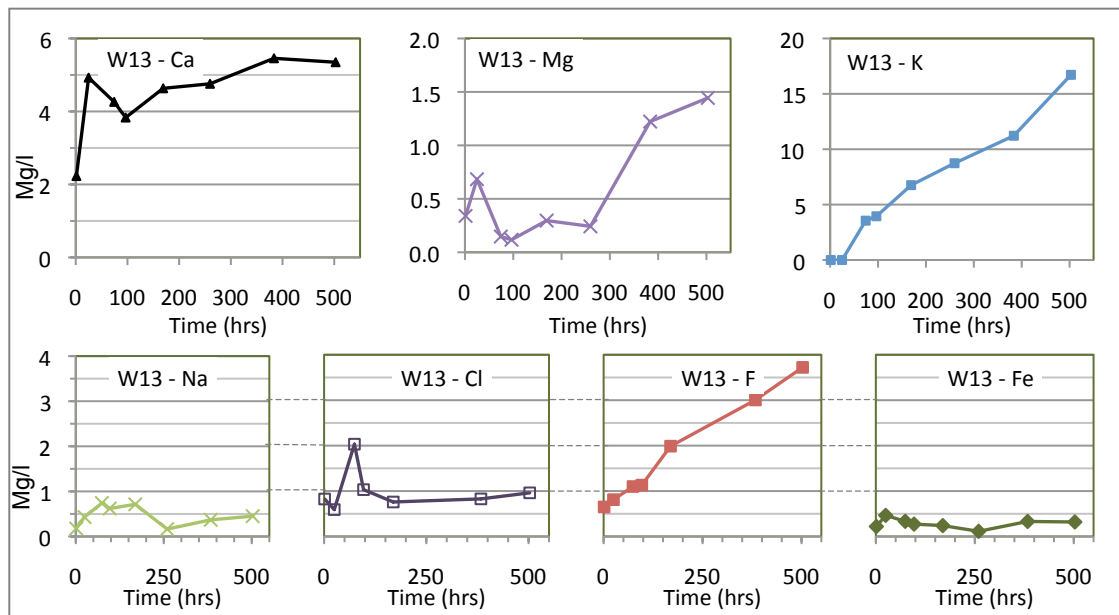 W13 - Ca
W13 - Mg
W13 - K
Mg/l
6
4
2
0
2.0
1.5
1.0
0.5
0.0
20
15
10
5
0
0 100 200 300 400 500
0 100 200 300 400 500
0 100 200 300 400 500
Time (hrs)
Time (hrs)
Time (hrs)
W13 - Na
W13 - Cl
W13 - F
W13 - Fe
Mg/l
4
3
2
1
0
0 250 500
0 250 500
0 250 500
0 250 500
Time (hrs)
Time (hrs)
Time (hrs)
Time (hrs)